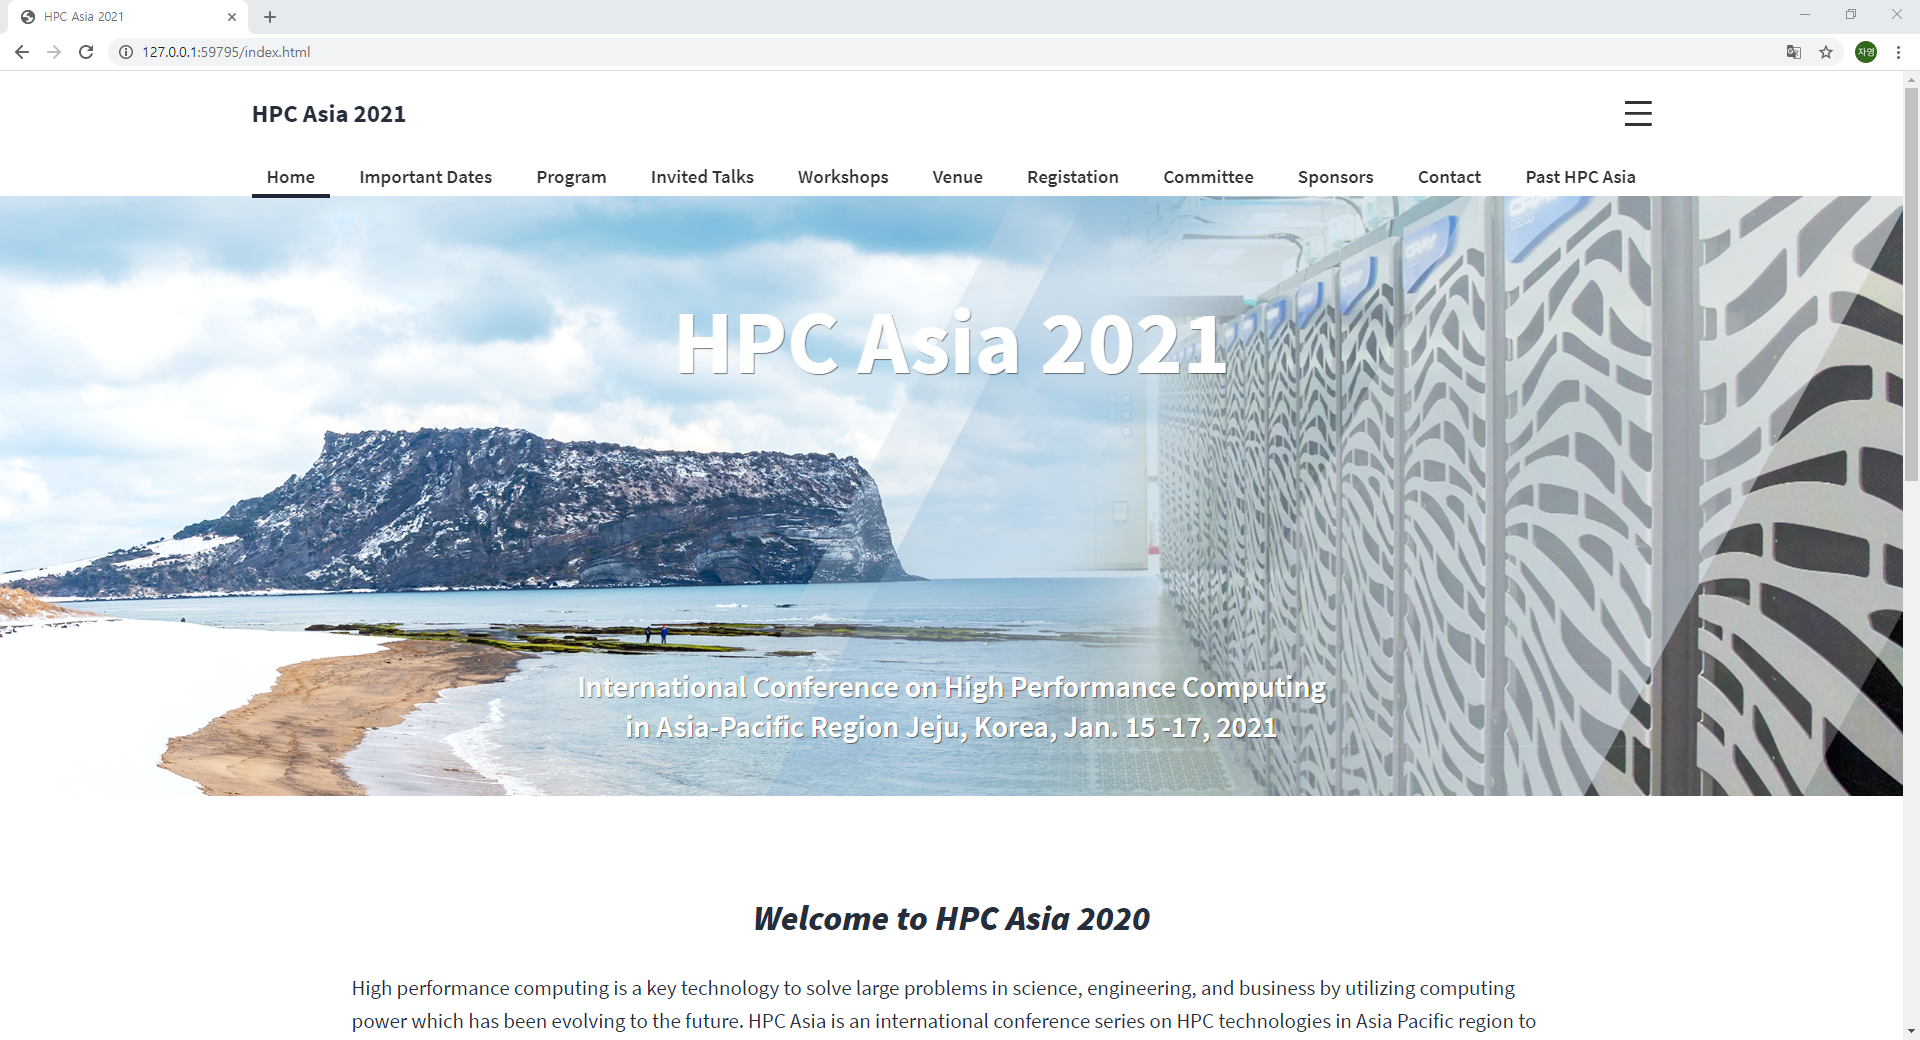 HPC Asia 2021
127.0.0.1:59795/index.html
자영
HPC Asia 2021
Home Important Dates Program Invited Talks Workshops Venue Registation Committee Sponsors Contact Past HPC Asia
CRAY
CRAY
HPC Asia 2021
International Conference on High Performance Computing
in Asia-Pacific Region Jeju, Korea, Jan. 15 -17, 2021
Welcome to HPC Asia 2020
High performance computing is a key technology to solve large problems in science, engineering, and business by utilizing computing
power which has been evolving to the future. HPC Asia is an international conference series on HPC technologies in Asia Pacific region to